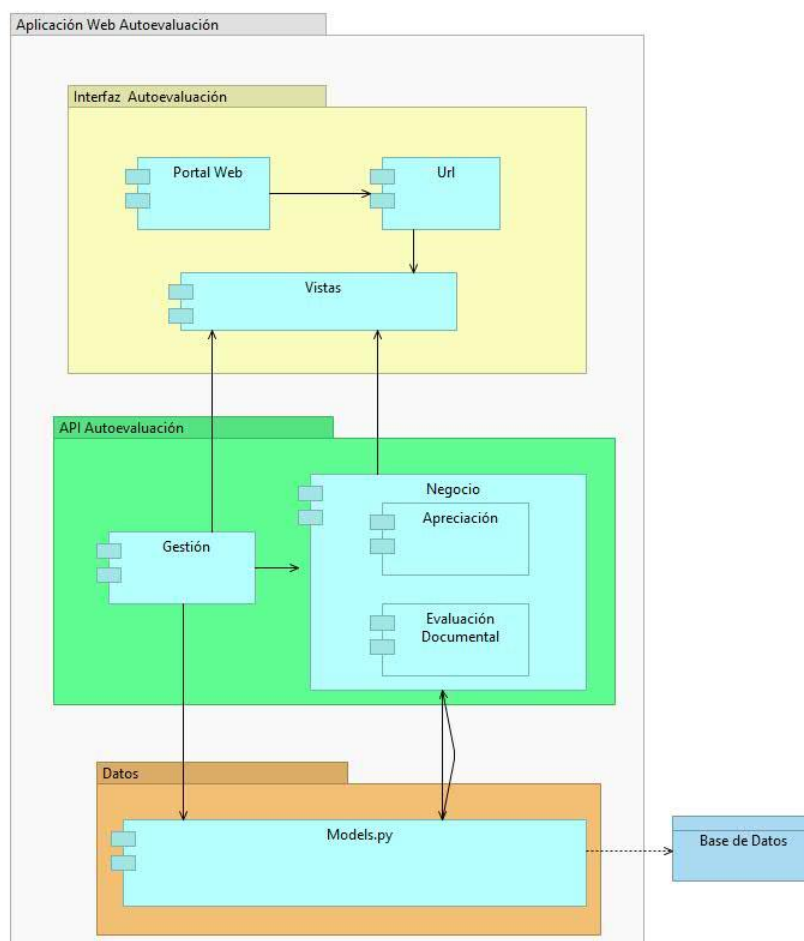 Aplicación Web Autoevaluación
Interfaz Autoevaluación
Portal Web
Url
Vistas
API Autoevaluación
Negocio
Apreciación
Gestión
Evaluación
Documental
Datos
Models.py
Base de Datos